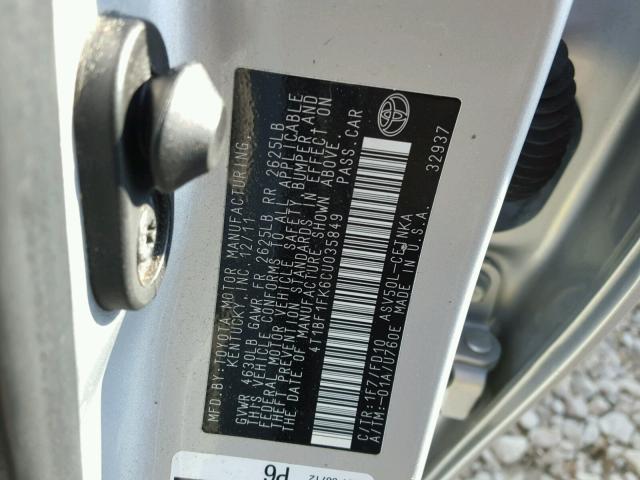 MFD.BY:TOYOTA MOTOR MANUFACTURING,
KENTUCKY, INC. 12/11
GVWR 4630LB GAWR FR 2625LB RR 2625LB
THIS VEHICLE CONFORMS TO ALL APPLICABLE
FEDERAL MOTOR VEHICLE SAFETY, BUMPER AND
THEFT PREVENTION STANDARDS IN EFFECT ON
THE DATE OF MANUFACTURE SHOWN ABOVE.
4T1BF1FX6CU035849 PASS.CAR
C/TR:1F7/FD10 ASV50L-CETNKA
A/TM:-01A/U760E MADE IN U.S.A.
32937
P6